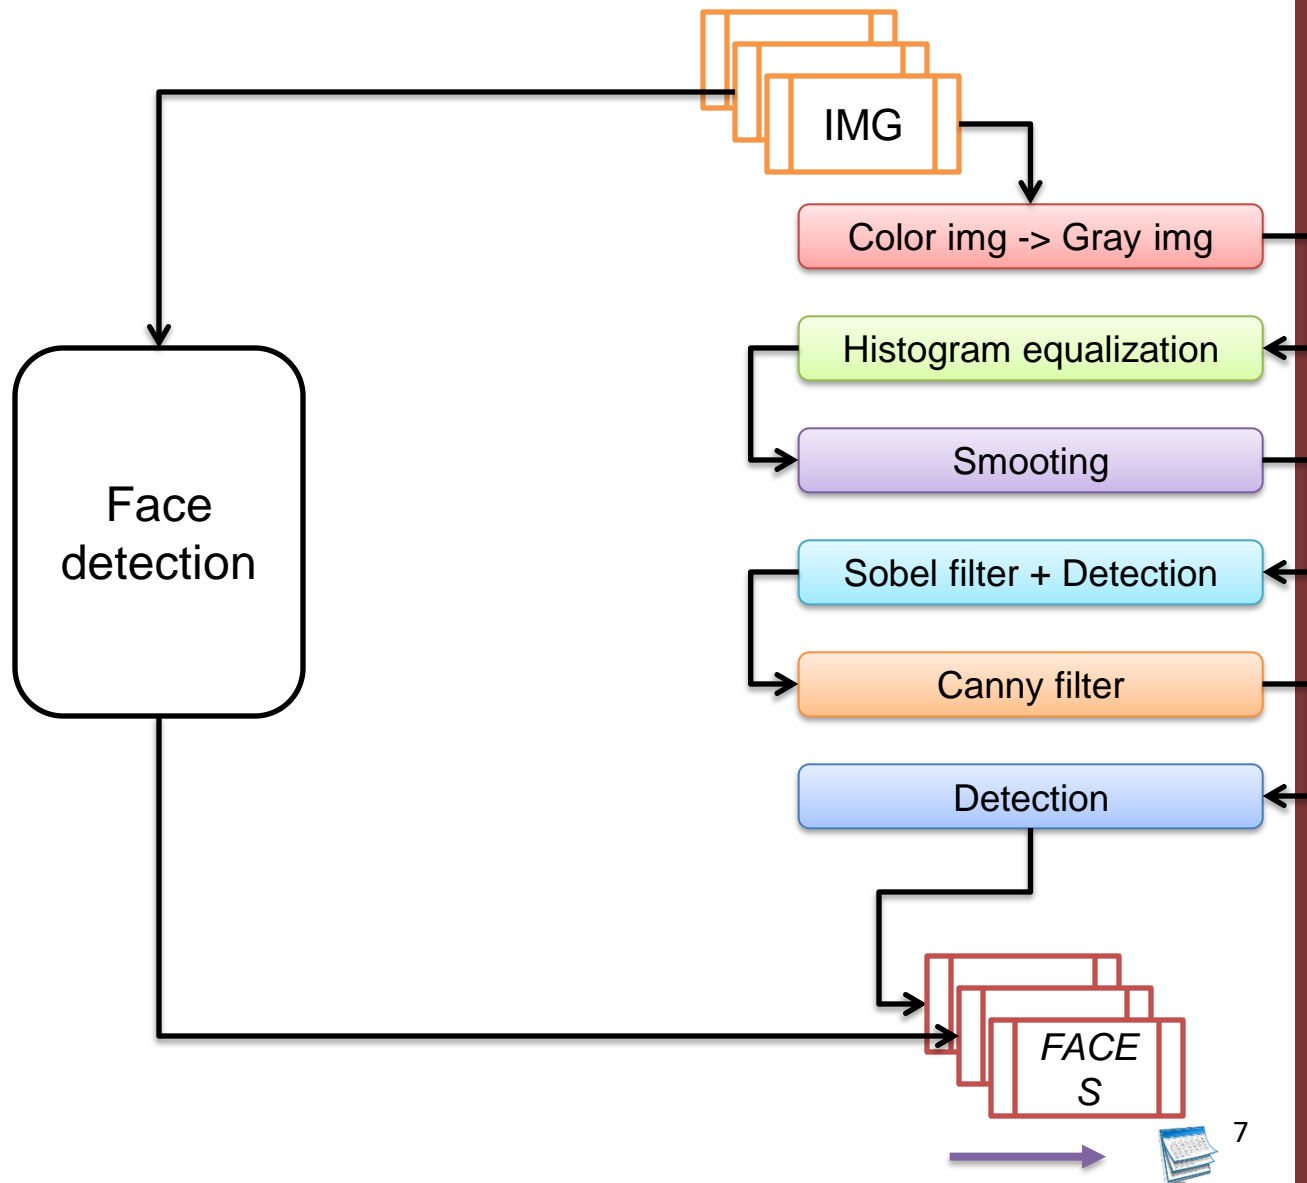 IMG
Color img -> Gray img
Histogram equalization
Smooting
Face
detection
Sobel filter + Detection
Canny filter
Detection
FACE
S
7